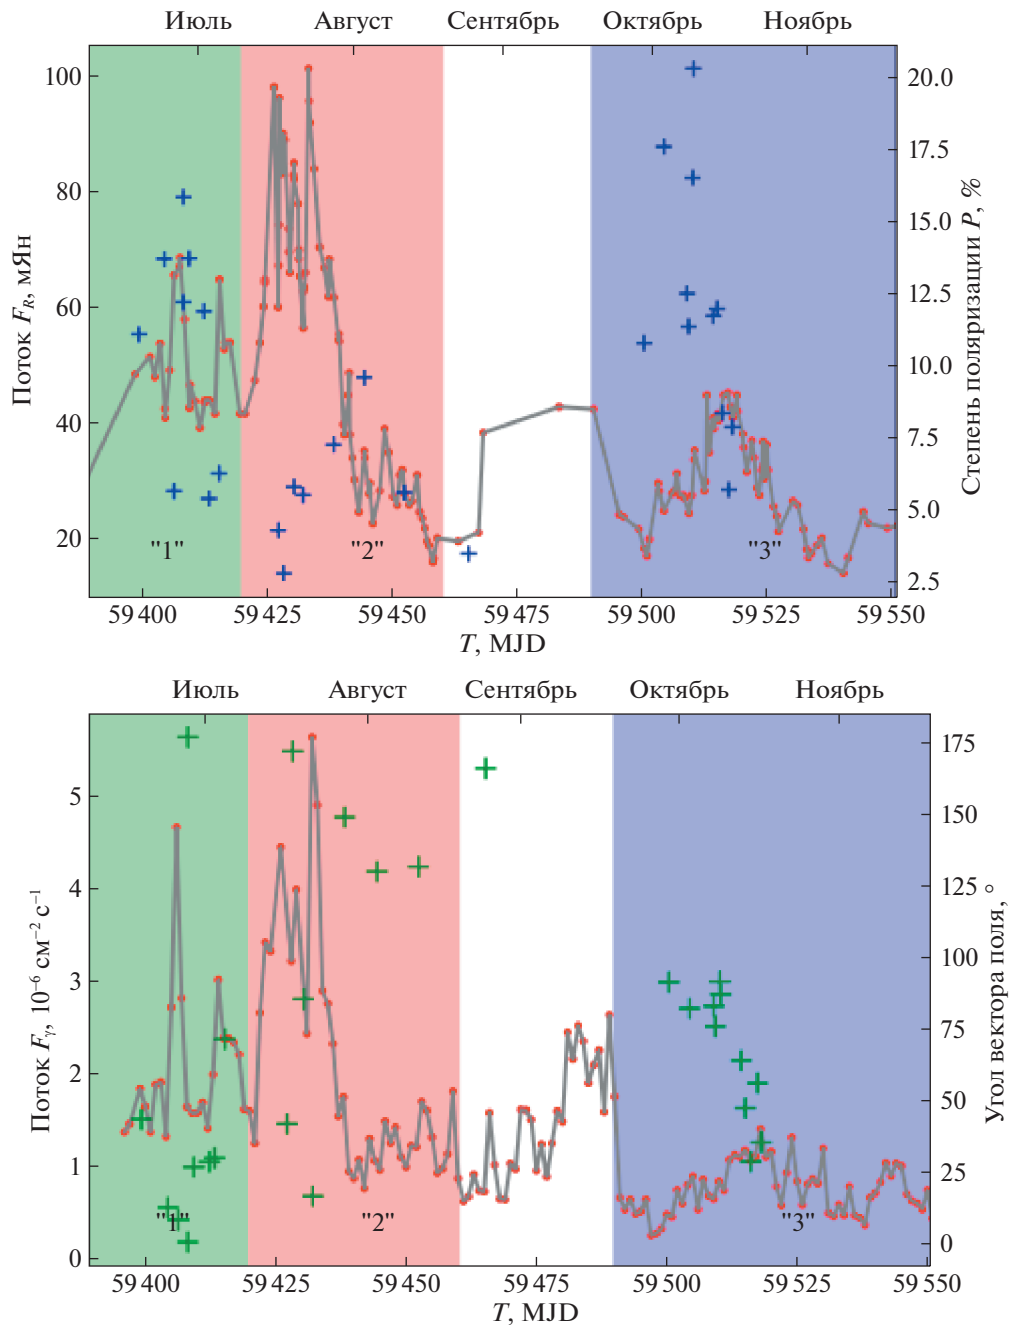 Июль Август Сентябрь Октябрь Ноябрь
100 80 60 40 20
Поток F_R, мЯн
20.0 17.5 15.0 12.5 10.0 7.5 5.0 2.5
Степень поляризации P, %
"1" "2" "3"
59 400 59 425 59 450 59 475 59 500 59 525 59 550
T, MJD
Июль Август Сентябрь Октябрь Ноябрь
5 4 3 2 1 0
Поток F_γ, 10⁻⁶ см⁻² с⁻¹
175 150 125 100 75 50 25 0
Угол вектора поля, °
"1" "2" "3"
59 400 59 425 59 450 59 475 59 500 59 525 59 550
T, MJD